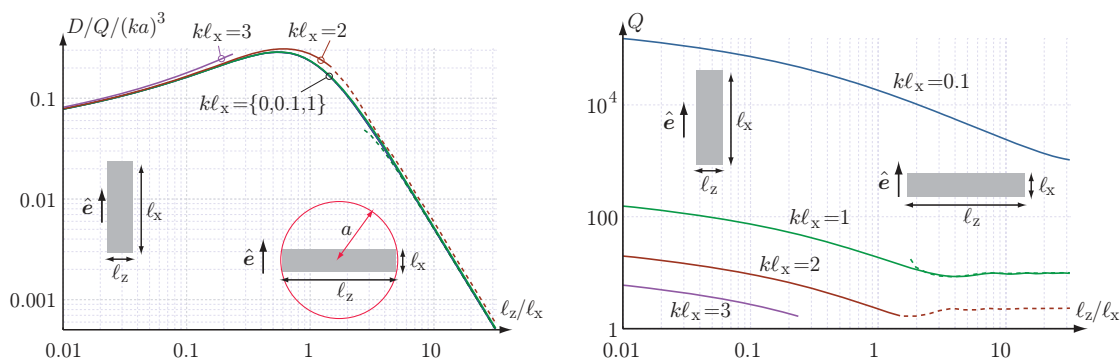 D/Q/(ka)³
kℓx=3
kℓx=2
0.1
kℓx={0,0.1,1}
0.01
ê
ℓx
ℓz
a
ê
ℓx
ℓz
0.001
ℓz/ℓx
0.01
0.1
1
10
Q
10⁴
kℓx=0.1
ê
ℓx
ℓz
ê
ℓx
ℓz
100
kℓx=1
kℓx=2
kℓx=3
ℓz/ℓx
1
0.01
0.1
1
10